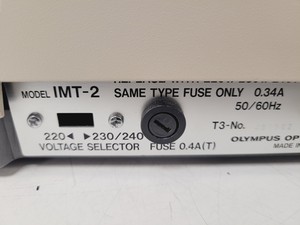 MODEL IMT-2 SAME TYPE FUSE ONLY 0.34A
50/60Hz
T3-No.
220◀ ▶230/240
VOLTAGE SELECTOR FUSE 0.4A(T)
OLYMPUS OP
MADE IN